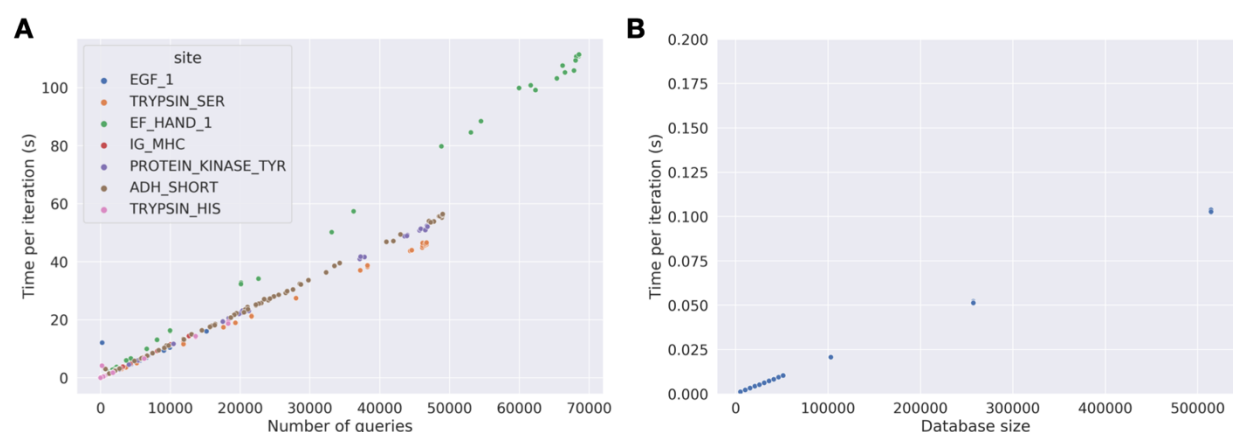 A
site
EGF_1
TRYPSIN_SER
EF_HAND_1
IG_MHC
PROTEIN_KINASE_TYR
ADH_SHORT
TRYPSIN_HIS
Time per iteration (s)
100
80
60
40
20
0
0 10000 20000 30000 40000 50000 60000 70000
Number of queries
B
Time per iteration (s)
0.200
0.175
0.150
0.125
0.100
0.075
0.050
0.025
0.000
0 100000 200000 300000 400000 500000
Database size